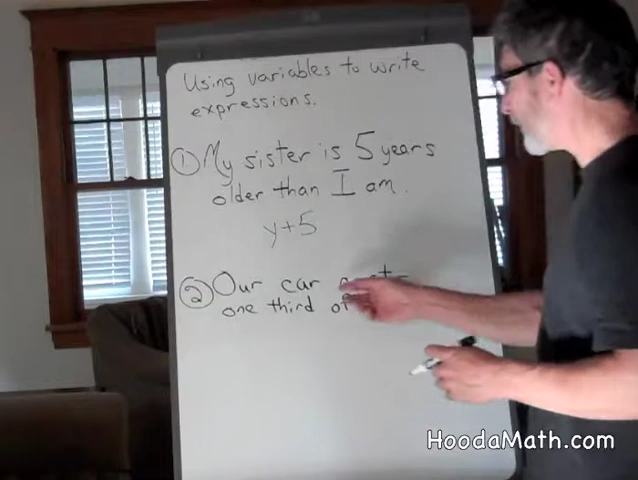 Using variables to write
expressions.
① My sister is 5 years
older than I am.
y+5
② Our car
one third of
HoodaMath.com